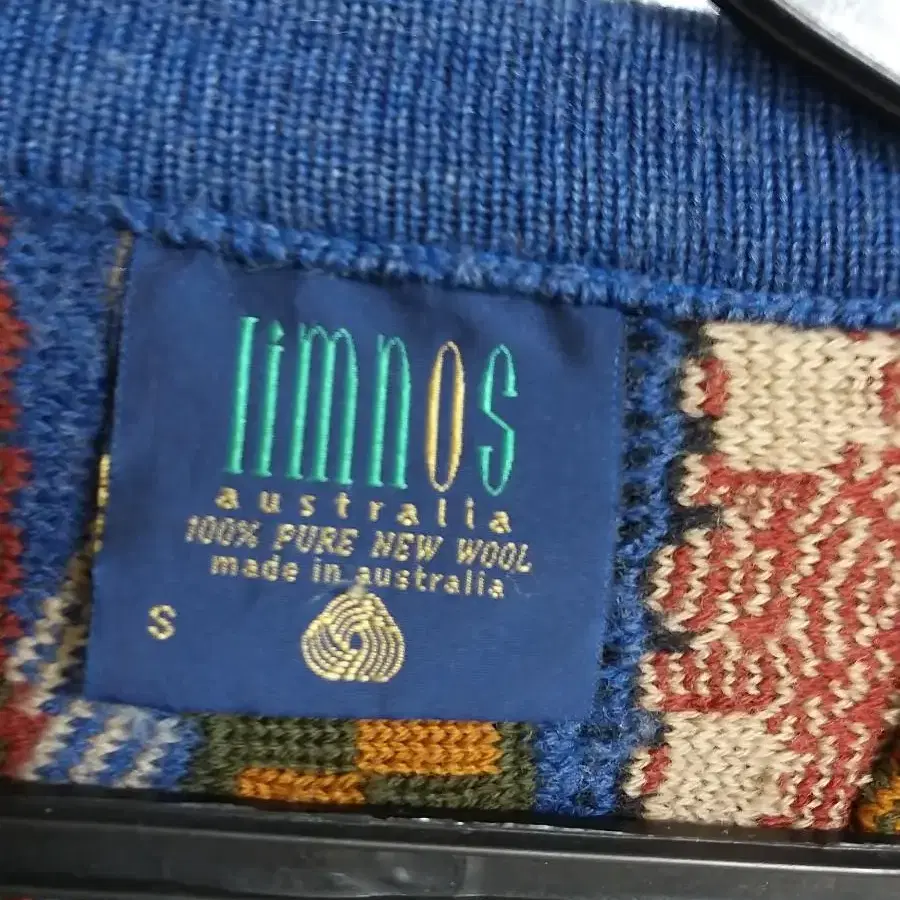 limnos
australia
100% PURE NEW WOOL
made in australia
S